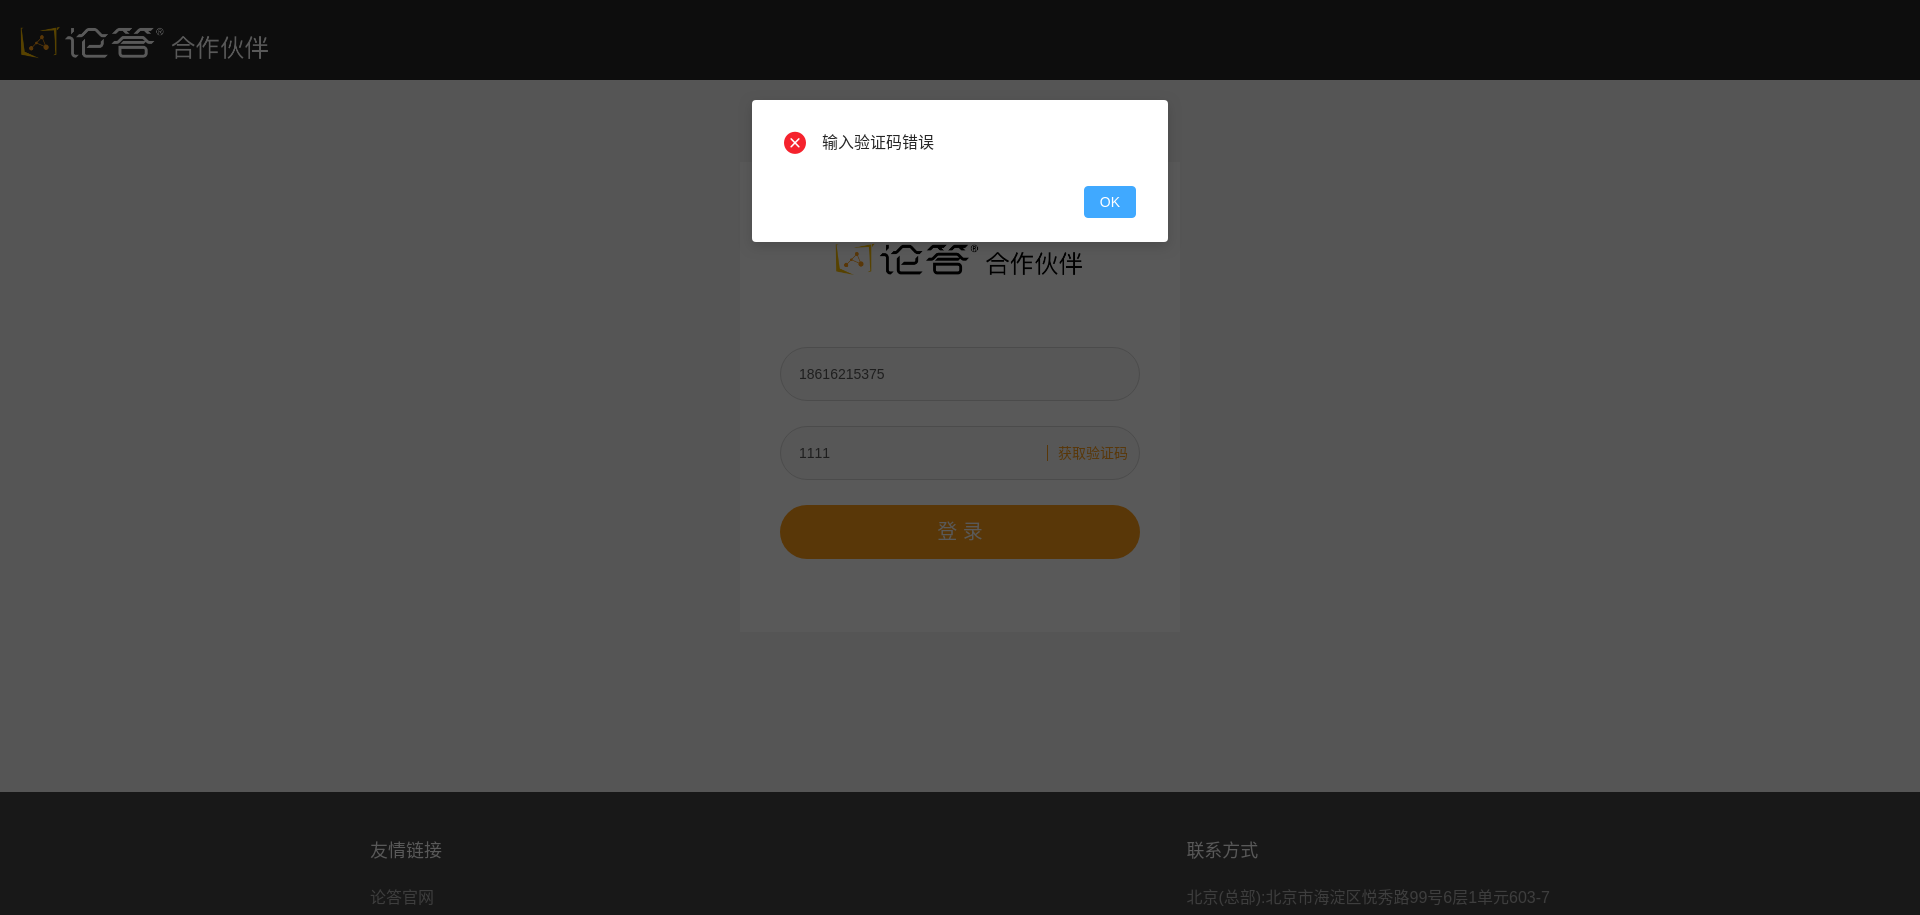 论答® 合作伙伴
输入验证码错误
OK
论答® 合作伙伴
18616215375
1111
获取验证码
登 录
友情链接
联系方式
论答官网
北京(总部):北京市海淀区悦秀路99号6层1单元603-7